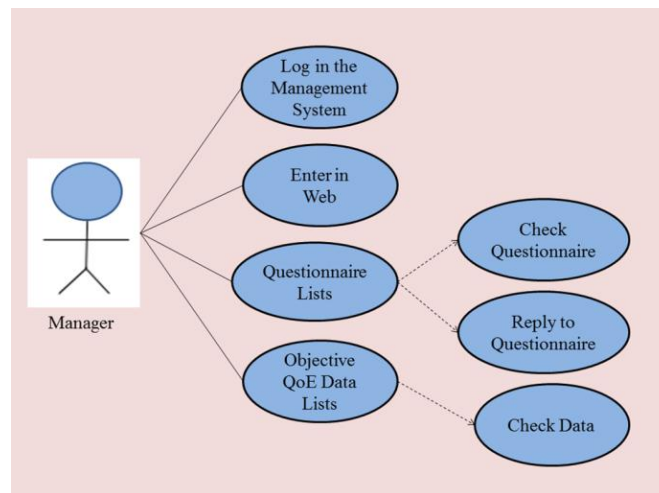 Log in the
Management
System
Enter in
Web
Questionnaire
Lists
Objective
QoE Data
Lists
Check
Questionnaire
Reply to
Questionnaire
Check Data
Manager